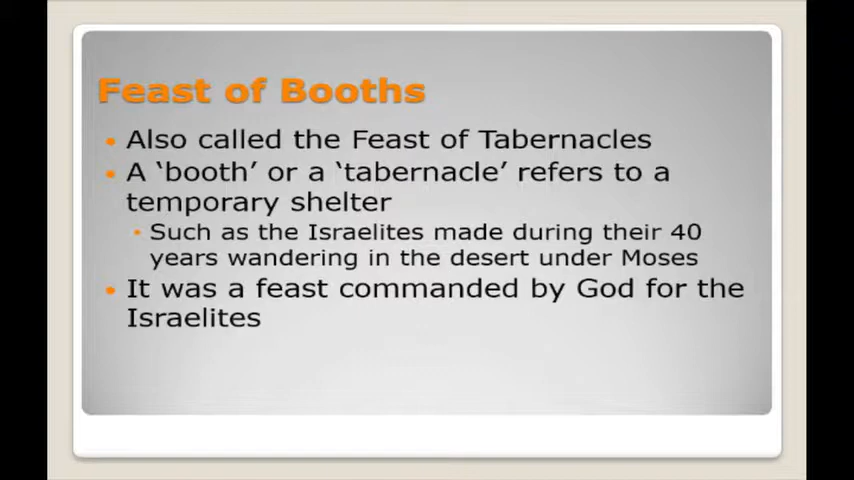 Feast of Booths
• Also called the Feast of Tabernacles
• A ‘booth’ or a ‘tabernacle’ refers to a
temporary shelter
• Such as the Israelites made during their 40
years wandering in the desert under Moses
• It was a feast commanded by God for the
Israelites